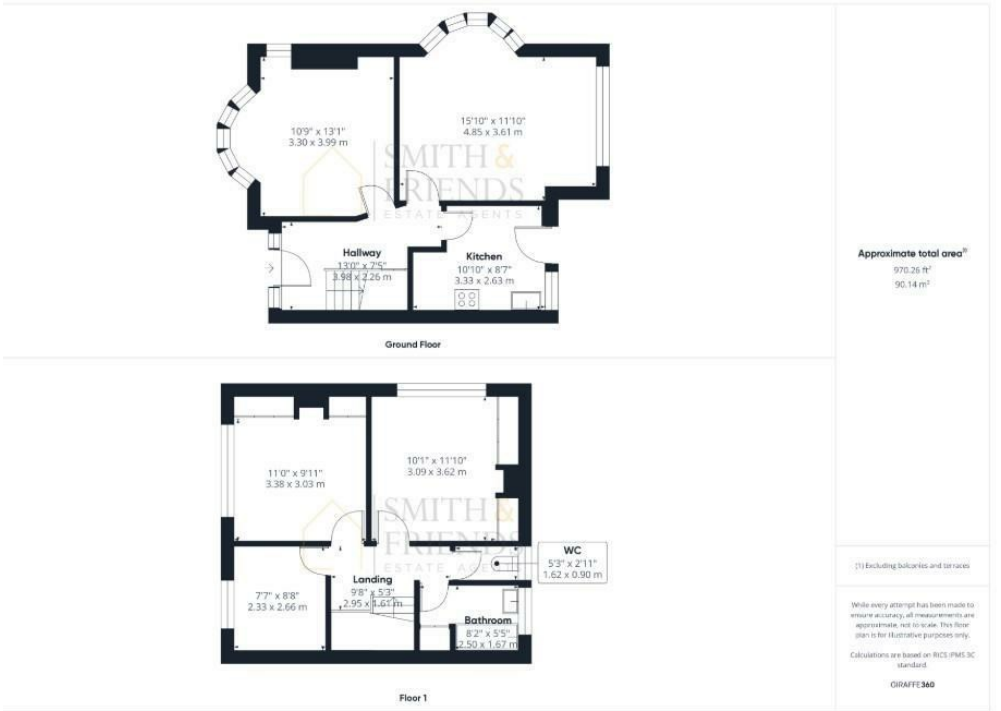 10'9" x 13'1"
3.30 x 3.99 m
15'10" x 11'10"
4.85 x 3.61 m
SMITH &
FRIENDS
ESTATE AGENTS
Hallway
13'0" x 7'5"
3.98 x 2.26 m
Kitchen
10'10" x 8'7"
3.33 x 2.63 m
Ground Floor
Approximate total area⁽¹⁾
970.26 ft²
90.14 m²
11'0" x 9'11"
3.38 x 3.03 m
10'1" x 11'10"
3.09 x 3.62 m
SMITH &
FRIENDS
ESTATE AGE
WC
5'3" x 2'11"
1.62 x 0.90 m
7'7" x 8'8"
2.33 x 2.66 m
Landing
9'8" x 5'3"
2.95 x 1.61 m
Bathroom
8'2" x 5'5"
2.50 x 1.67 m
Floor 1
(1) Excluding balconies and terraces
While every attempt has been made to
ensure accuracy, all measurements are
approximate, not to scale. This floor
plan is for illustrative purposes only.
Calculations are based on RICS IPMS 3C
standard.
GIRAFFE360